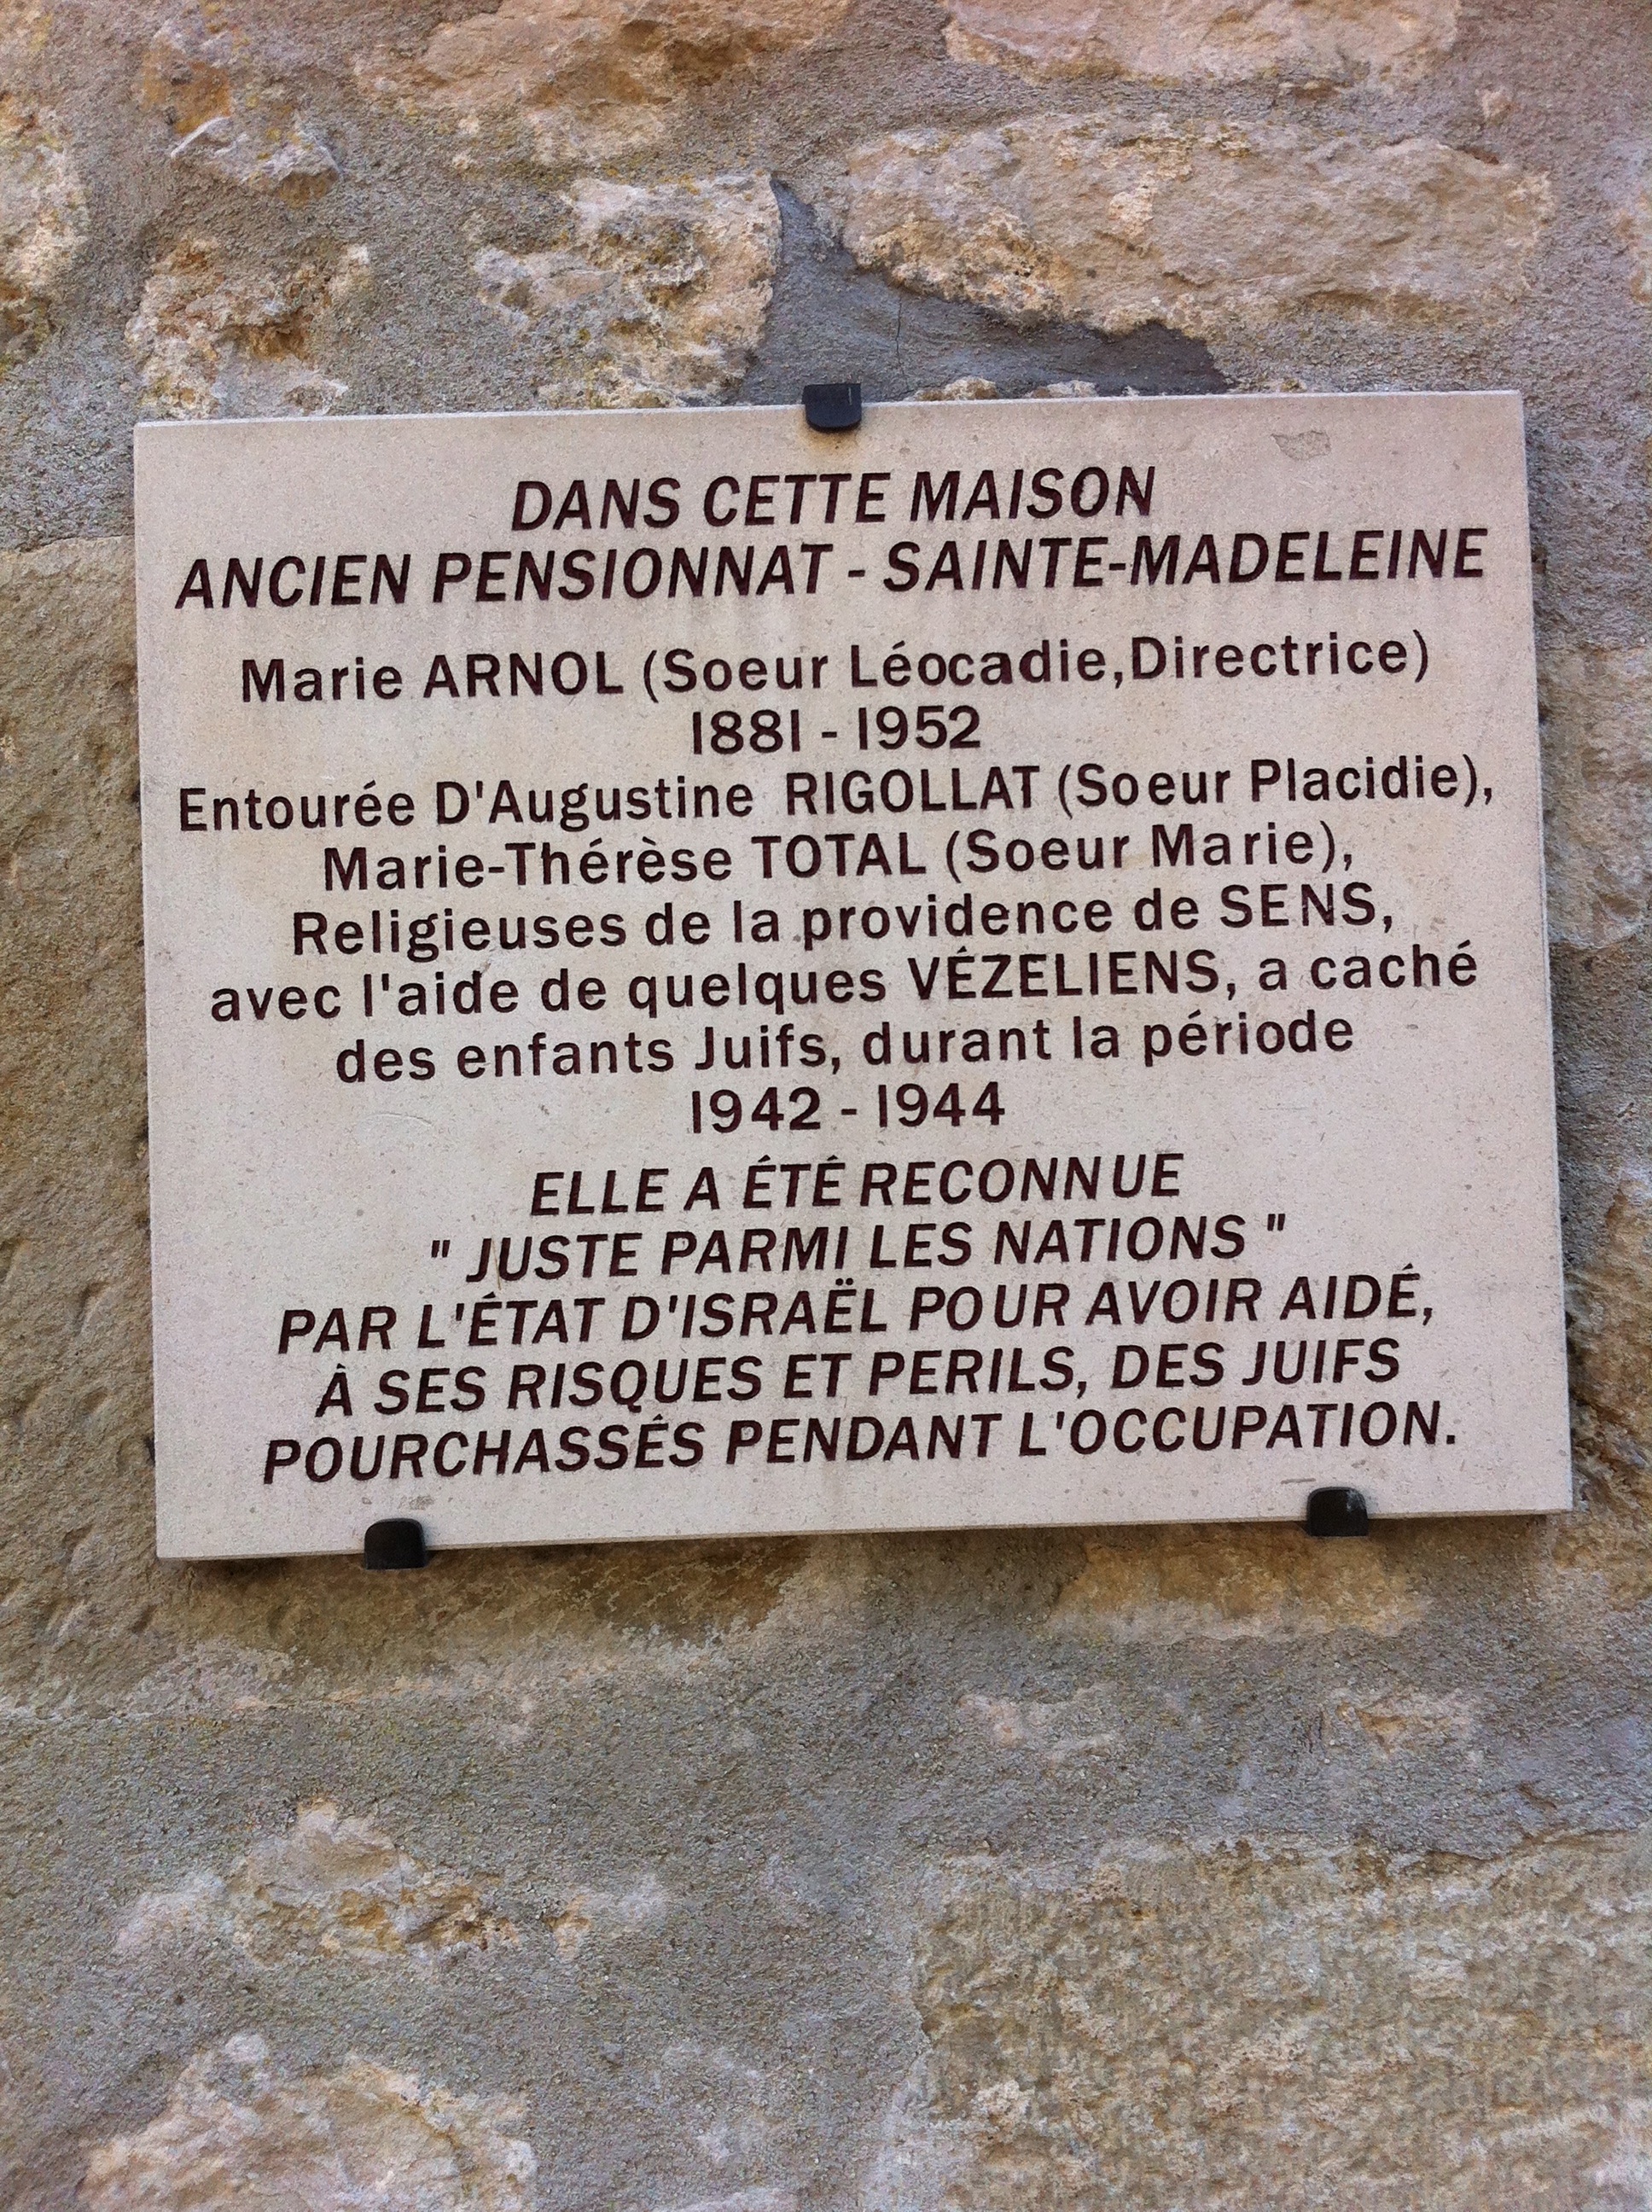 DANS CETTE MAISON
ANCIEN PENSIONNAT - SAINTE-MADELEINE
Marie ARNOL (Soeur Léocadie,Directrice)
1881 - 1952
Entourée D'Augustine RIGOLLAT (Soeur Placidie),
Marie-Thérèse TOTAL (Soeur Marie),
Religieuses de la providence de SENS,
avec l'aide de quelques VÉZELIENS, a caché
des enfants Juifs, durant la période
1942 - 1944
ELLE A ÉTÉ RECONNUE
" JUSTE PARMI LES NATIONS "
PAR L'ÉTAT D'ISRAËL POUR AVOIR AIDÉ,
À SES RISQUES ET PERILS, DES JUIFS
POURCHASSÉS PENDANT L'OCCUPATION.